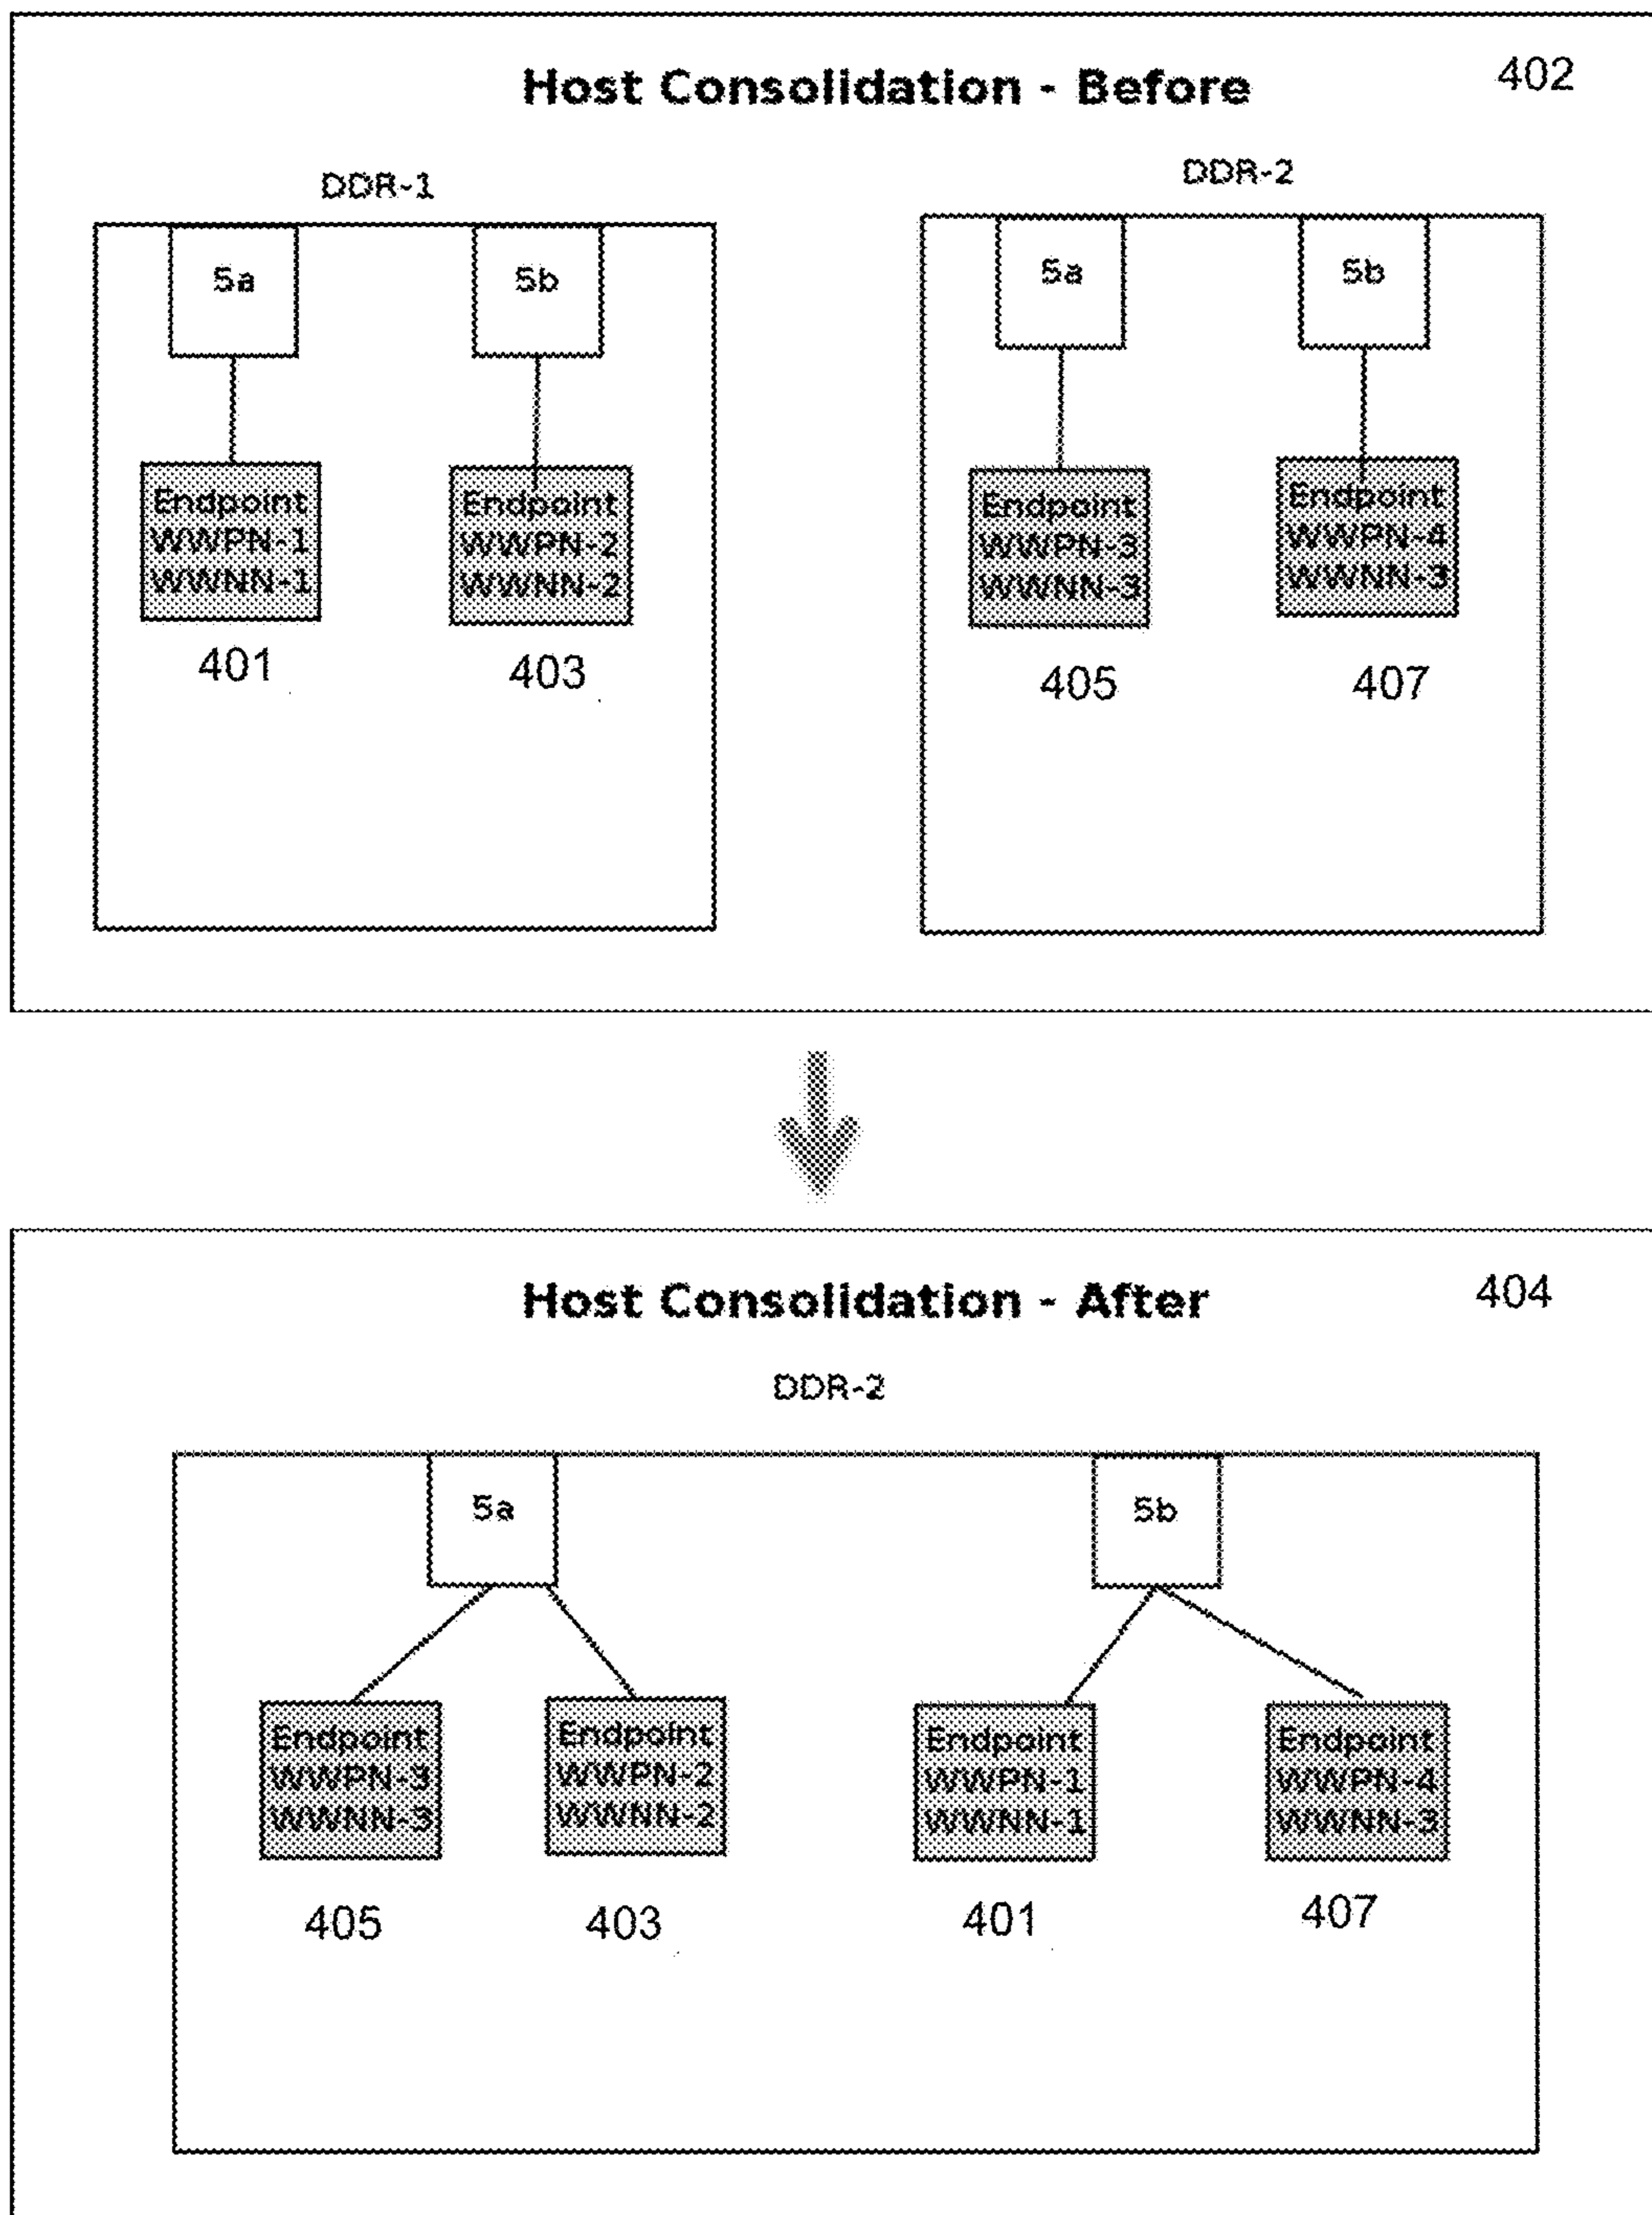 Host Consolidation - Before
402
DDR-1
DDR-2
5a
5b
5a
5b
Endpoint
WWPN-1
WWNN-1
Endpoint
WWPN-2
WWNN-2
Endpoint
WWPN-3
WWNN-3
Endpoint
WWPN-4
WWNN-3
401
403
405
407
Host Consolidation - After
404
DDR-2
5a
5b
Endpoint
WWPN-3
WWNN-3
Endpoint
WWPN-2
WWNN-2
Endpoint
WWPN-1
WWNN-1
Endpoint
WWPN-4
WWNN-3
405
403
401
407